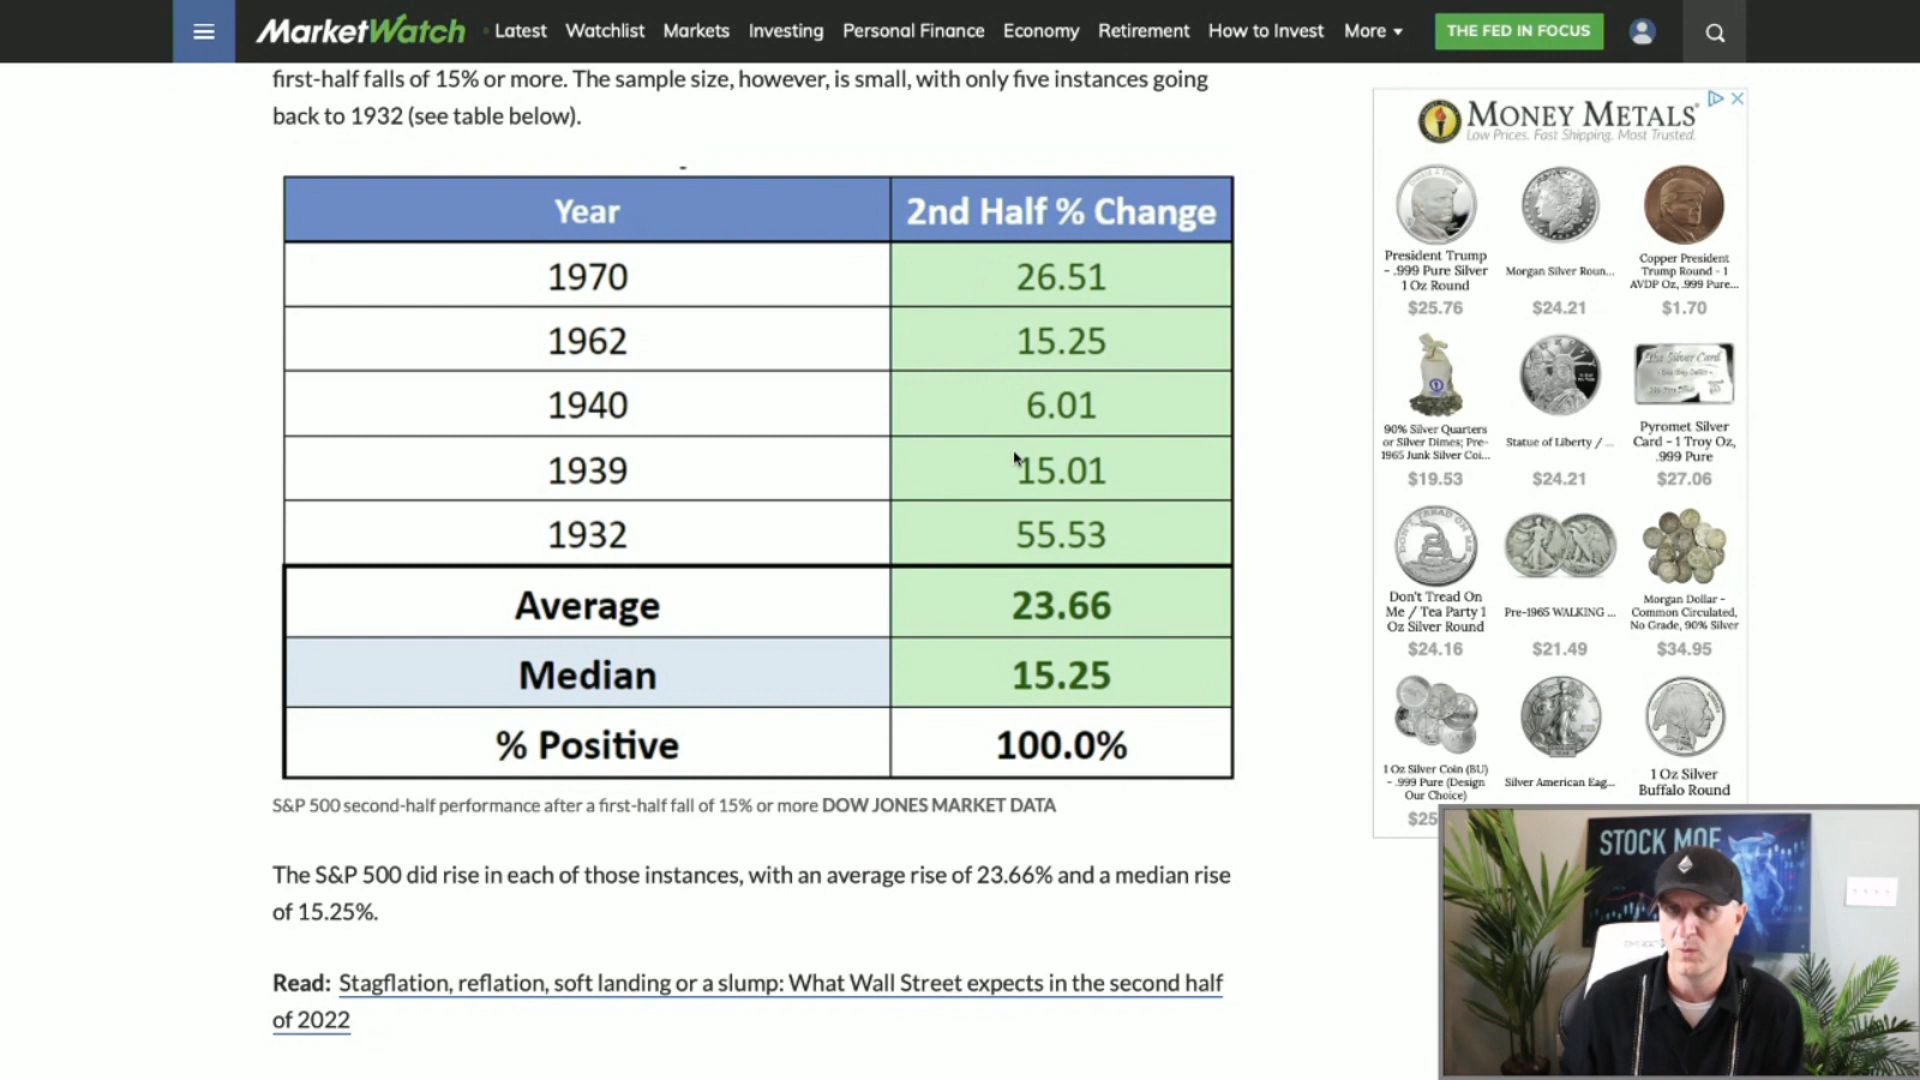 MarketWatch
Latest Watchlist Markets Investing Personal Finance Economy Retirement How to Invest More THE FED IN FOCUS
first-half falls of 15% or more. The sample size, however, is small, with only five instances going
back to 1932 (see table below).
Year 2nd Half % Change
1970 26.51
1962 15.25
1940 6.01
1939 15.01
1932 55.53
Average 23.66
Median 15.25
% Positive 100.0%
S&P 500 second-half performance after a first-half fall of 15% or more DOW JONES MARKET DATA
The S&P 500 did rise in each of those instances, with an average rise of 23.66% and a median rise
of 15.25%.
Read: Stagflation, reflation, soft landing or a slump: What Wall Street expects in the second half
of 2022
MONEY METALS
Low Prices. Fast Shipping. Most Trusted.
President Trump
- .999 Pure Silver
1 Oz Round
$25.76
Morgan Silver Roun...
$24.21
Copper President
Trump Round - 1
AVDP Oz, .999 Pure...
$1.70
90% Silver Quarters
or Silver Dimes; Pre-
1965 Junk Silver Coi...
$19.53
Statue of Liberty / ...
$24.21
Pyromet Silver
Card - 1 Troy Oz,
.999 Pure
$27.06
Don't Tread On
Me / Tea Party 1
Oz Silver Round
$24.16
Pre-1965 WALKING ...
$21.49
Morgan Dollar -
Common Circulated,
No Grade, 90% Silver
$34.95
1 Oz Silver Coin (BU)
- .999 Pure (Design
Our Choice)
$25
Silver American Eag...
1 Oz Silver
Buffalo Round
STOCK MOE